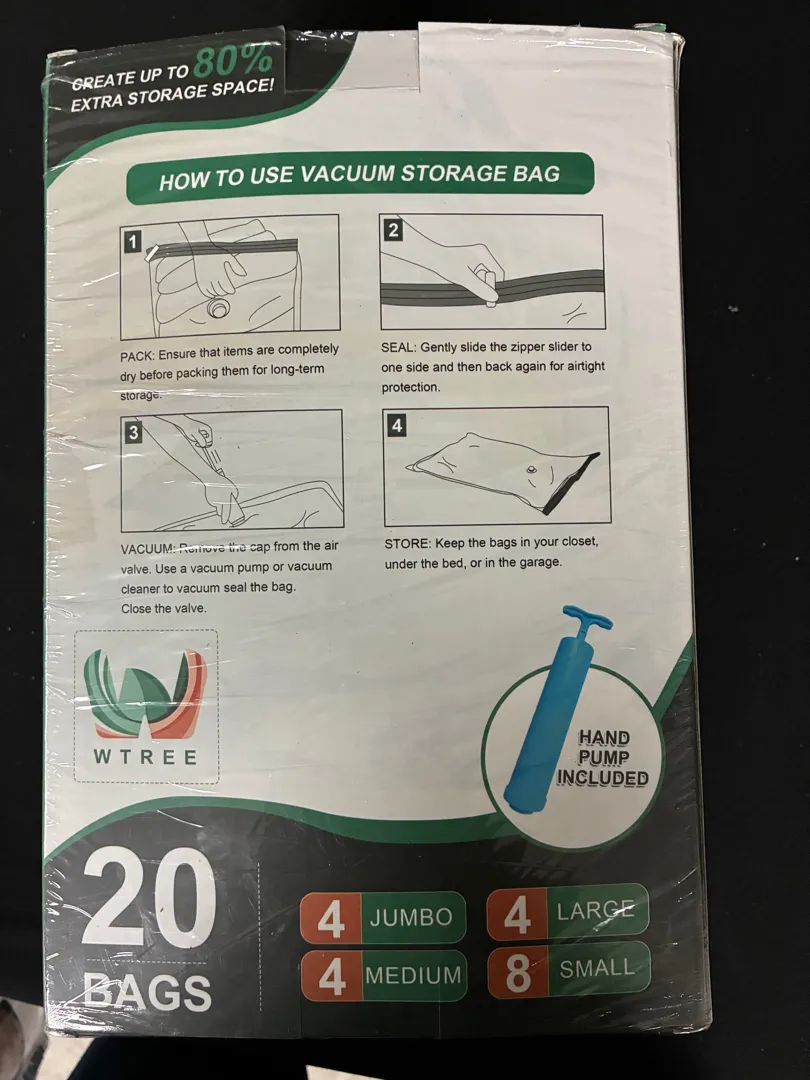 CREATE UP TO 80%
EXTRA STORAGE SPACE!
HOW TO USE VACUUM STORAGE BAG
1
PACK: Ensure that items are completely
dry before packing them for long-term
storage.
2
SEAL: Gently slide the zipper slider to
one side and then back again for airtight
protection.
3
VACUUM: Remove the cap from the air
valve. Use a vacuum pump or vacuum
cleaner to vacuum seal the bag.
Close the valve.
4
STORE: Keep the bags in your closet,
under the bed, or in the garage.
WTREE
HAND
PUMP
INCLUDED
20
BAGS
4 JUMBO
4 LARGE
4 MEDIUM
8 SMALL